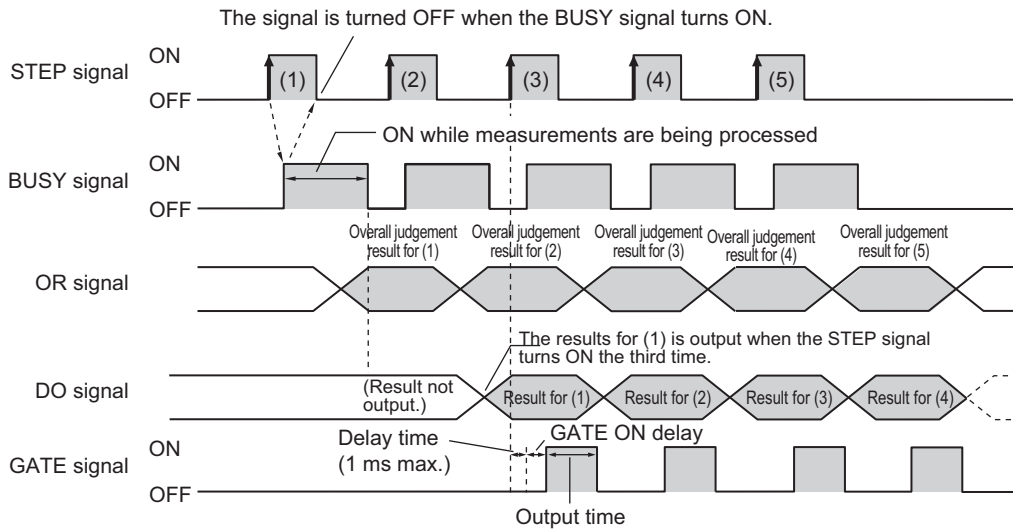 The signal is turned OFF when the BUSY signal turns ON.
STEP signal
ON
OFF
(1)
(2)
(3)
(4)
(5)
ON while measurements are being processed
BUSY signal
ON
OFF
Overall judgement
result for (1)
Overall judgement
result for (2)
Overall judgement
result for (3)
Overall judgement
result for (4)
Overall judgement
result for (5)
OR signal
The results for (1) is output when the STEP signal
turns ON the third time.
DO signal
(Result not
output.)
Result for (1)
Result for (2)
Result for (3)
Result for (4)
Delay time
(1 ms max.)
GATE ON delay
GATE signal
ON
OFF
Output time